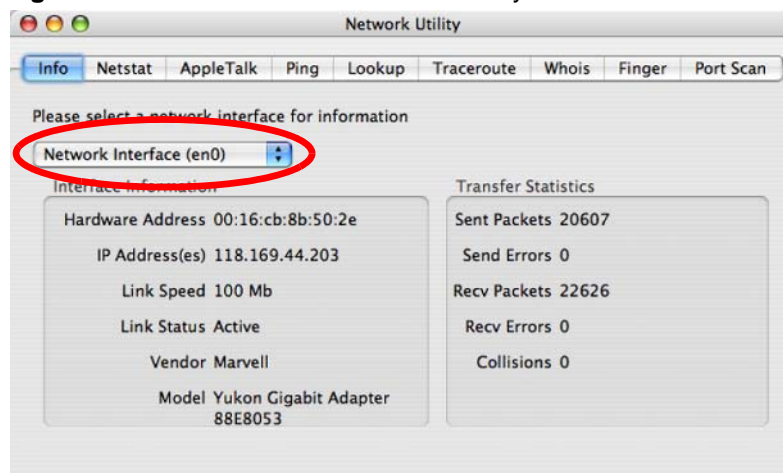 Network Utility
Info Netstat AppleTalk Ping Lookup Traceroute Whois Finger Port Scan
Please select a network interface for information
Network Interface (en0)
Interface Information
Hardware Address 00:16:cb:8b:50:2e
IP Address(es) 118.169.44.203
Link Speed 100 Mb
Link Status Active
Vendor Marvell
Model Yukon Gigabit Adapter
88E8053
Transfer Statistics
Sent Packets 20607
Send Errors 0
Recv Packets 22626
Recv Errors 0
Collisions 0